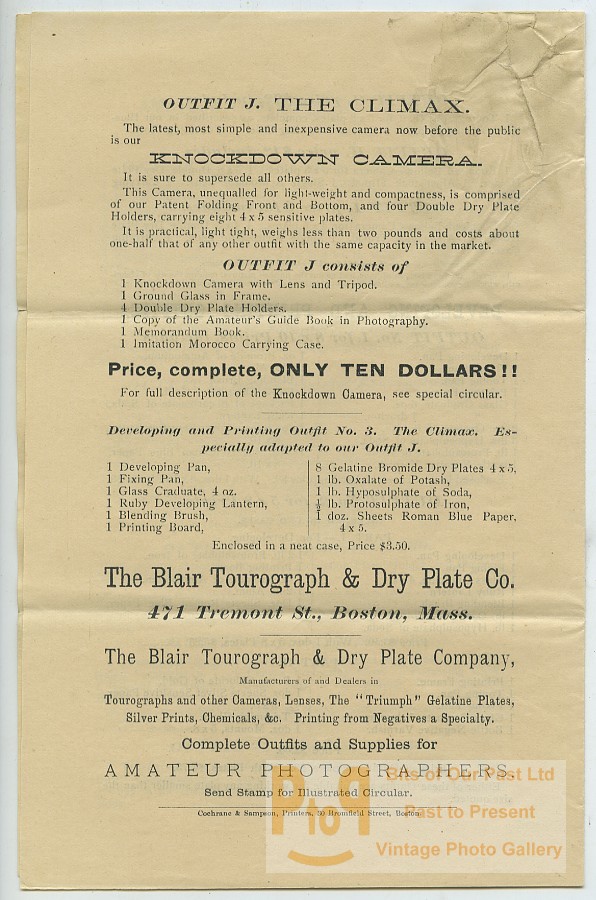 OUTFIT J. THE CLIMAX.
The latest, most simple and inexpensive camera now before the public
is our
KNOCKDOWN CAMERA.
It is sure to supersede all others.
This Camera, unequalled for light-weight and compactness, is comprised
of our Patent Folding Front and Bottom, and four Double Dry Plate
Holders, carrying eight 4 x 5 sensitive plates.
It is practical, light tight, weighs less than two pounds and costs about
one-half that of any other outfit with the same capacity in the market.
OUTFIT J consists of
1 Knockdown Camera with Lens and Tripod.
1 Ground Glass in Frame.
4 Double Dry Plate Holders.
1 Copy of the Amateur's Guide Book in Photography.
1 Memorandum Book.
1 Imitation Morocco Carrying Case.
Price, complete, ONLY TEN DOLLARS!!
For full description of the Knockdown Camera, see special circular.
Developing and Printing Outfit No. 3. The Climax. Es-
pecially adapted to our Outfit J.
1 Developing Pan,
1 Fixing Pan,
1 Glass Craduate, 4 oz.
1 Ruby Developing Lantern,
1 Blending Brush,
1 Printing Board,
8 Gelatine Bromide Dry Plates 4 x 5,
1 lb. Oxalate of Potash,
1 lb. Hyposulphate of Soda,
½ lb. Protosulphate of Iron,
1 doz. Sheets Roman Blue Paper,
4 x 5.
Enclosed in a neat case, Price $3.50.
The Blair Tourograph & Dry Plate Co.
471 Tremont St., Boston, Mass.
The Blair Tourograph & Dry Plate Company,
Manufacturers of and Dealers in
Tourographs and other Cameras, Lenses, The "Triumph" Gelatine Plates,
Silver Prints, Chemicals, &c. Printing from Negatives a Specialty.
Complete Outfits and Supplies for
AMATEUR PHOTOGRAPHERS.
Send Stamp for Illustrated Circular.
Cochrane & Sampson, Printers, 30 Bromfield Street, Boston
PtoP
Bits of Our Past Ltd
Past to Present
Vintage Photo Gallery